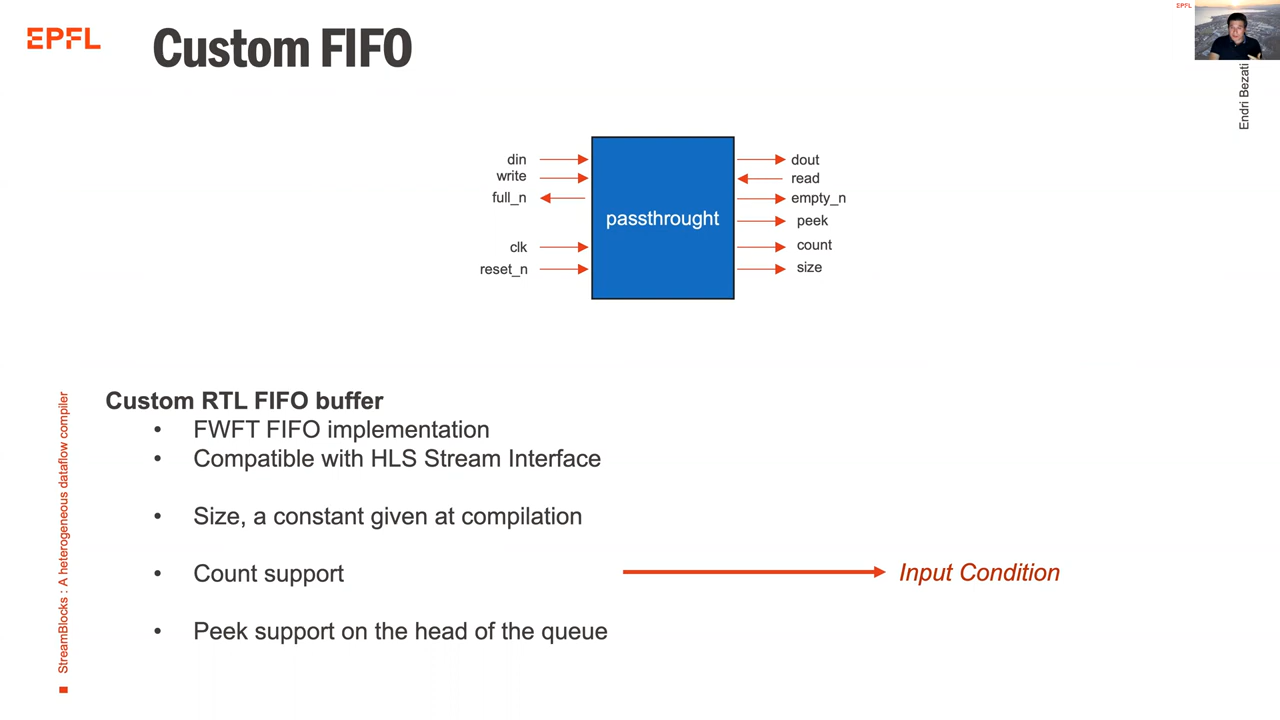 EPFL
Custom FIFO
EPFL
Endri Bezati
din
write
full_n
clk
reset_n
passthrought
dout
read
empty_n
peek
count
size
Custom RTL FIFO buffer
• FWFT FIFO implementation
• Compatible with HLS Stream Interface
• Size, a constant given at compilation
• Count support
Input Condition
• Peek support on the head of the queue
StreamBlocks : A heterogeneous dataflow compiler